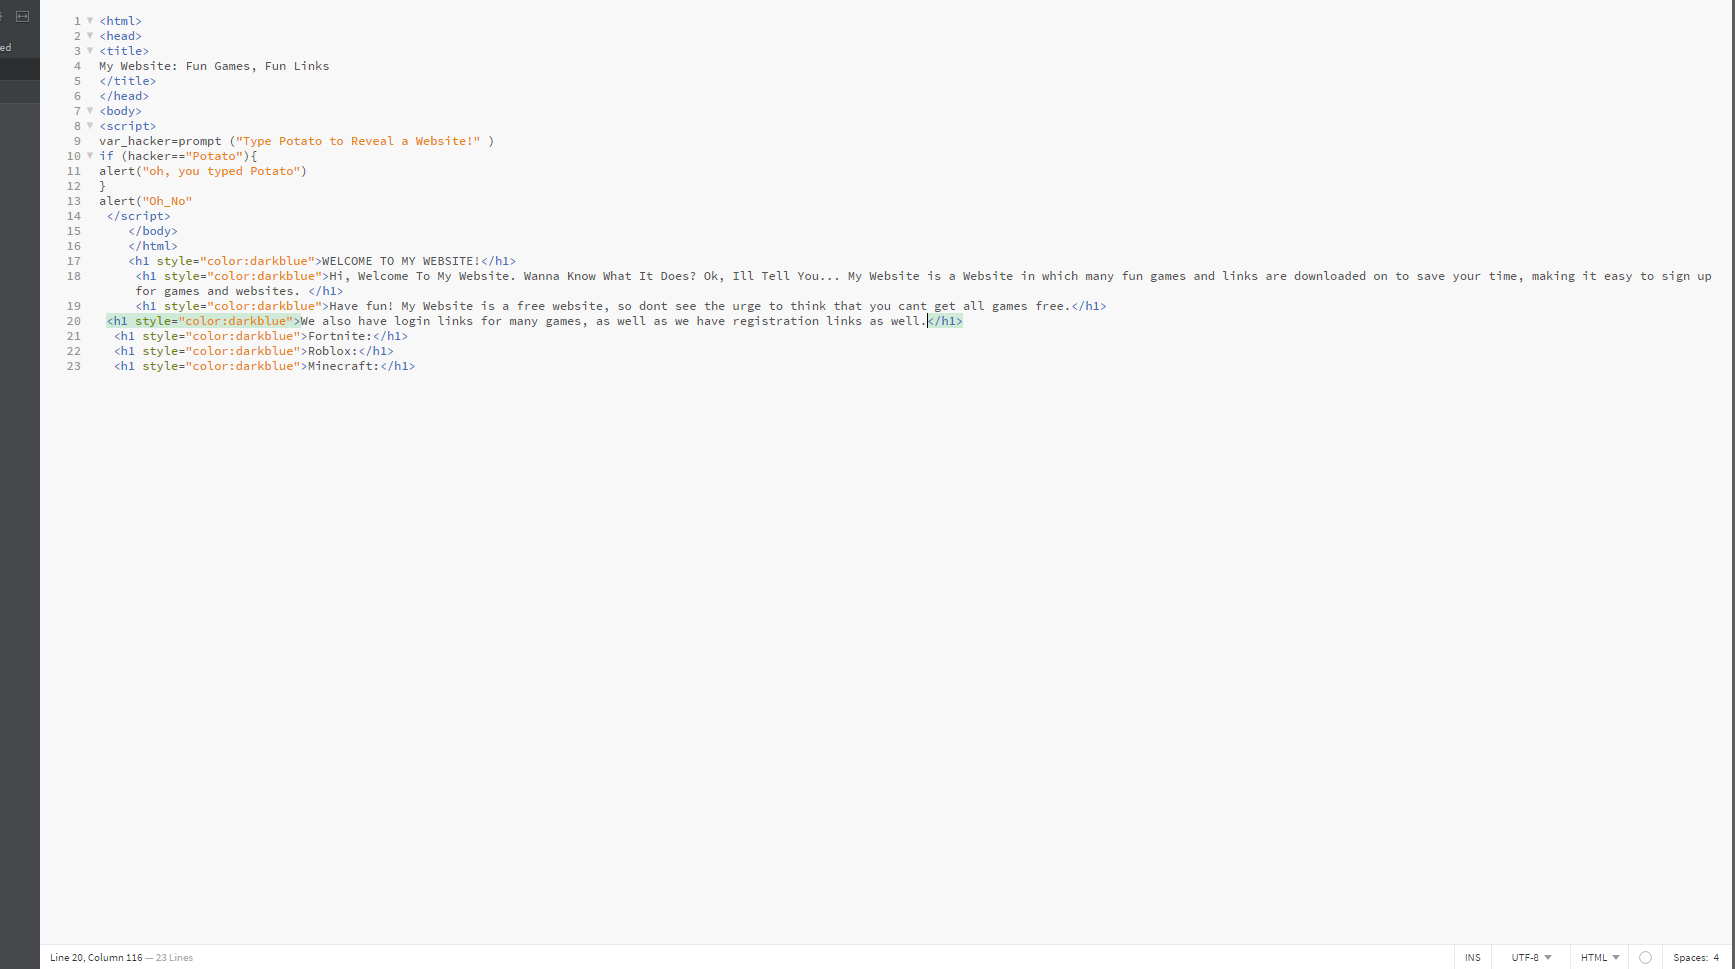 ed
1 <html>
2 <head>
3 <title>
4 My Website: Fun Games, Fun Links
5 </title>
6 </head>
7 <body>
8 <script>
9 var_hacker=prompt ("Type Potato to Reveal a Website!" )
10 if (hacker=="Potato"){
11 alert("oh, you typed Potato")
12 }
13 alert("Oh_No"
14 </script>
15 </body>
16 </html>
17 <h1 style="color:darkblue">WELCOME TO MY WEBSITE!</h1>
18 <h1 style="color:darkblue">Hi, Welcome To My Website. Wanna Know What It Does? Ok, Ill Tell You... My Website is a Website in which many fun games and links are downloaded on to save your time, making it easy to sign up
for games and websites. </h1>
19 <h1 style="color:darkblue">Have fun! My Website is a free website, so dont see the urge to think that you cant get all games free.</h1>
20 <h1 style="color:darkblue">We also have login links for many games, as well as we have registration links as well.</h1>
21 <h1 style="color:darkblue">Fortnite:</h1>
22 <h1 style="color:darkblue">Roblox:</h1>
23 <h1 style="color:darkblue">Minecraft:</h1>
Line 20, Column 116 — 23 Lines INS UTF-8 HTML Spaces: 4